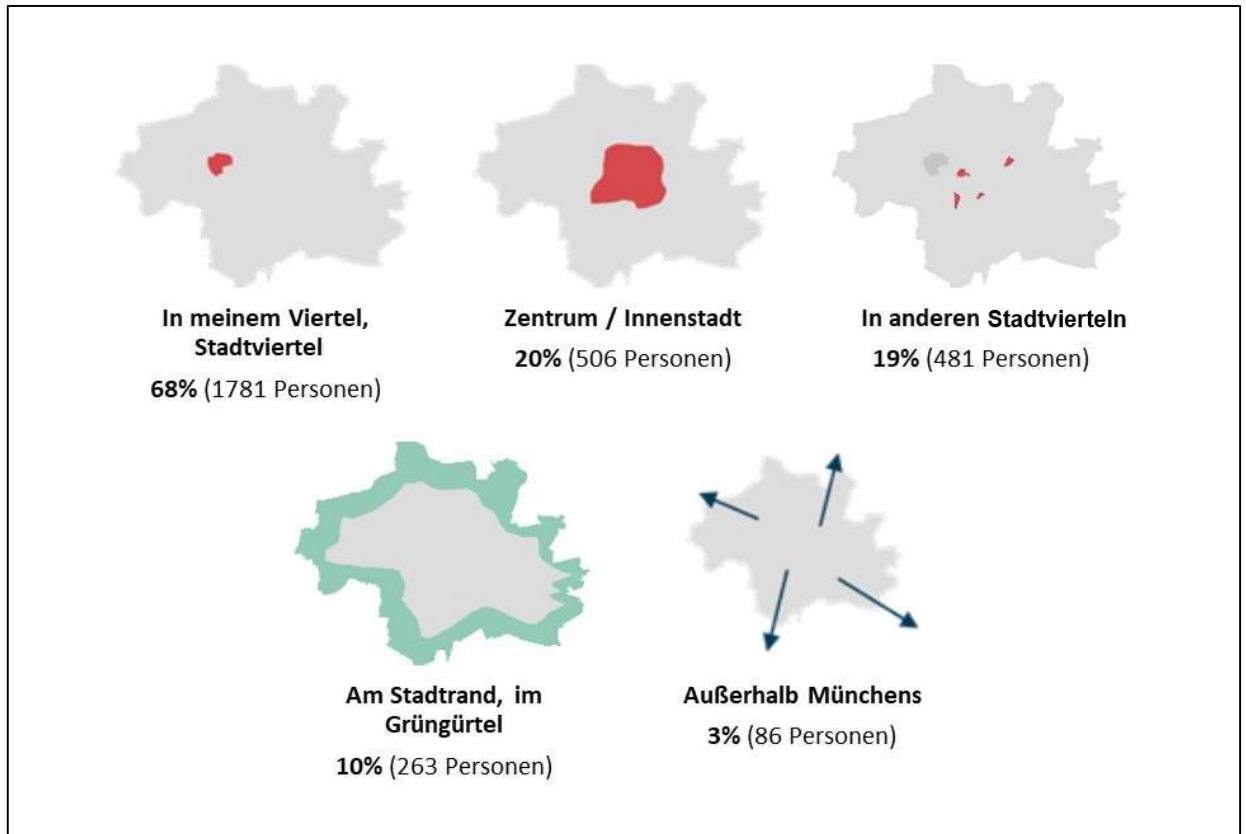 In meinem Viertel,
Stadtviertel
68% (1781 Personen)
Zentrum / Innenstadt
20% (506 Personen)
In anderen Stadtvierteln
19% (481 Personen)
Am Stadtrand, im
Grüngürtel
10% (263 Personen)
Außerhalb Münchens
3% (86 Personen)